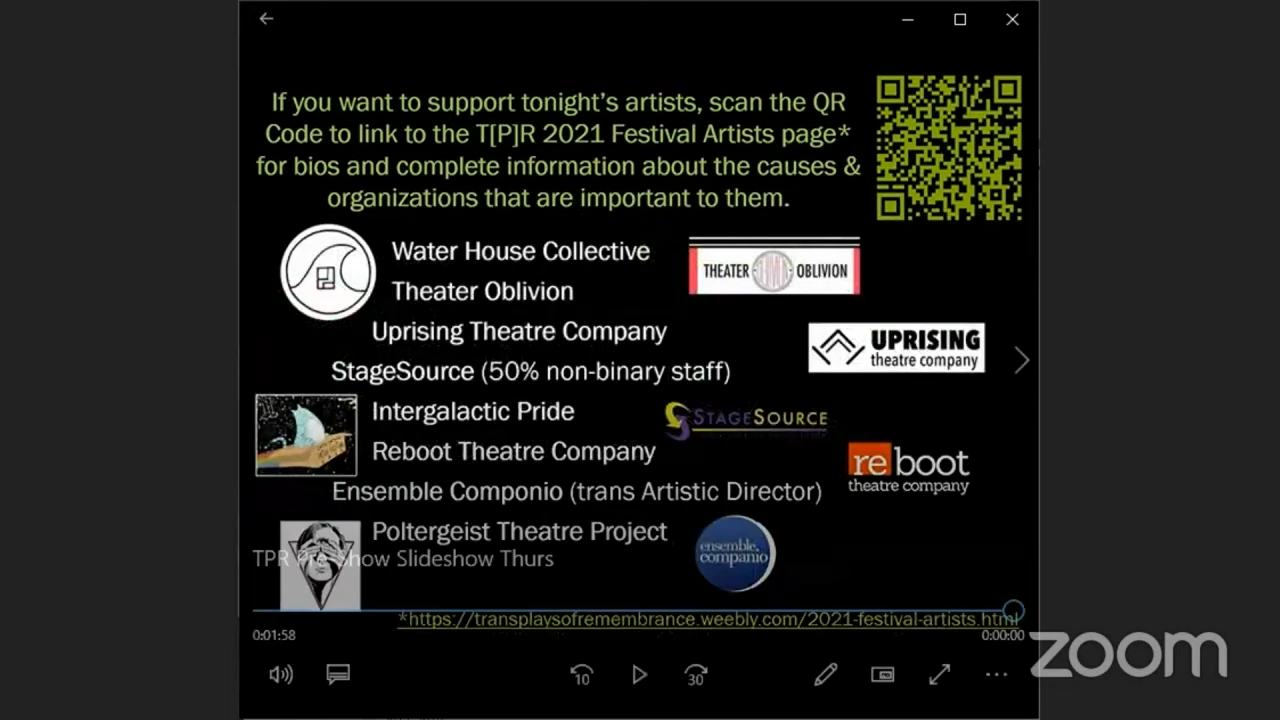 If you want to support tonight's artists, scan the QR
Code to link to the T[P]R 2021 Festival Artists page*
for bios and complete information about the causes &
organizations that are important to them.
Water House Collective
THEATER OBLIVION
Theater Oblivion
Uprising Theatre Company
UPRISING
theatre company
StageSource (50% non-binary staff)
Intergalactic Pride
STAGESOURCE
Reboot Theatre Company
reboot
theatre company
Ensemble Componio (trans Artistic Director)
Poltergeist Theatre Project
ensemble
companio
TPR Pre-Show Slideshow Thurs
*https://transplaysofremembrance.weebly.com/2021-festival-artists.html
0:01:58
0:00:00
10
30
zoom